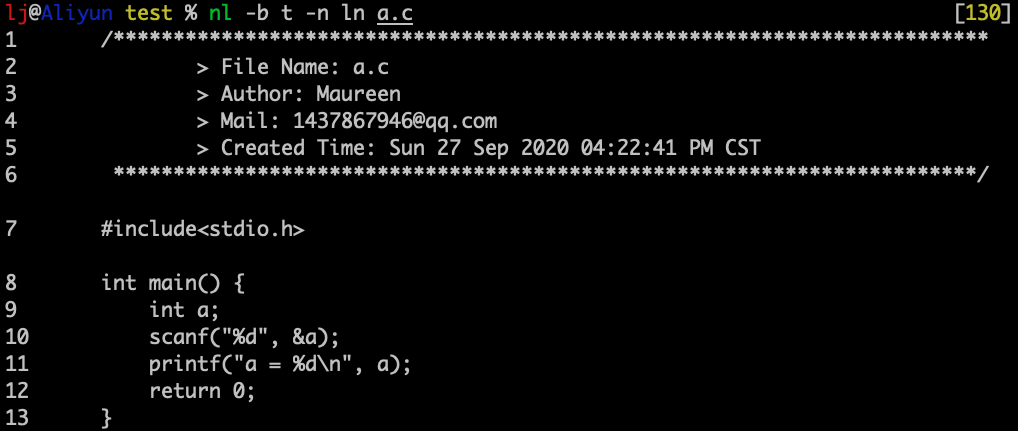 lj@Aliyun test % nl -b t -n ln a.c [130]
1 /*************************************************************************
2 > File Name: a.c
3 > Author: Maureen
4 > Mail: 1437867946@qq.com
5 > Created Time: Sun 27 Sep 2020 04:22:41 PM CST
6 ************************************************************************/
7 #include<stdio.h>
8 int main() {
9 int a;
10 scanf("%d", &a);
11 printf("a = %d\n", a);
12 return 0;
13 }